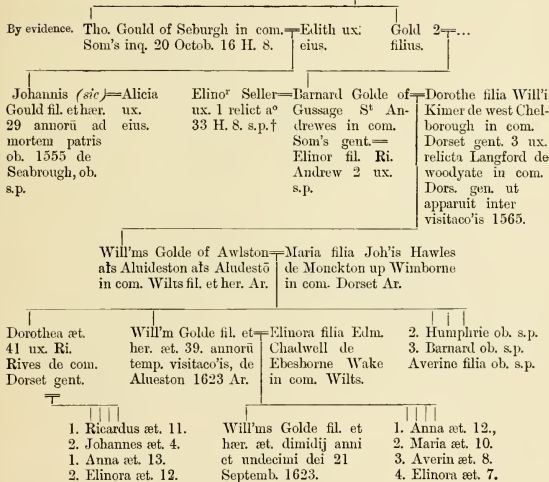 By evidence. Tho. Gould of Seburgh in com. Som's inq. 20 Octob. 16 H. 8.
Edith ux: eius.
Gold 2 filius.
...
Johannis (sic)
Gould fil. et hær.
29 annorū ad
mortem patris
ob. 1555 de
Seabrough, ob.
s.p.
Alicia
ux.
eius.
Elinoʳ Seller
ux. 1 relict aᵒ
33 H. 8. s.p.†
Barnard Golde of
Gussage Sᵗ An-
drewes in com.
Som's gent.
Elinor fil. Ri.
Andrew 2 ux.
s.p.
Dorothe filia Will'i
Kimer de west Chel-
borough in com.
Dorset gent. 3 ux.
relicta Langford de
woodyate in com.
Dors. gen. ut
apparuit inter
visitaco'is 1565.
Will'ms Golde of Awlston
ałs Aluideston ałs Aludestō
in com. Wilts fil. et her. Ar.
Maria filia Joh'is Hawles
de Monckton up Wimborne
in com. Dorset Ar.
Dorothea æt.
41 ux. Ri.
Rives de com.
Dorset gent.
Will'm Golde fil. et
her. æt. 39. annorū
temp. visitaco'is, de
Alueston 1623 Ar.
Elinora filia Edm.
Chadwell de
Ebesborne Wake
in com. Wilts.
2. Humphrie ob. s.p.
3. Barnard ob. s.p.
Averine filia ob. s.p.
1. Ricardus æt. 11.
2. Johannes æt. 4.
1. Anna æt. 13.
2. Elinora æt. 12.
Will'ms Golde fil. et
hær. æt. dimidij anni
et undecimi dei 21
Septemb. 1623.
1. Anna æt. 12.,
2. Maria æt. 10.
3. Averin æt. 8.
4. Elinora æt. 7.